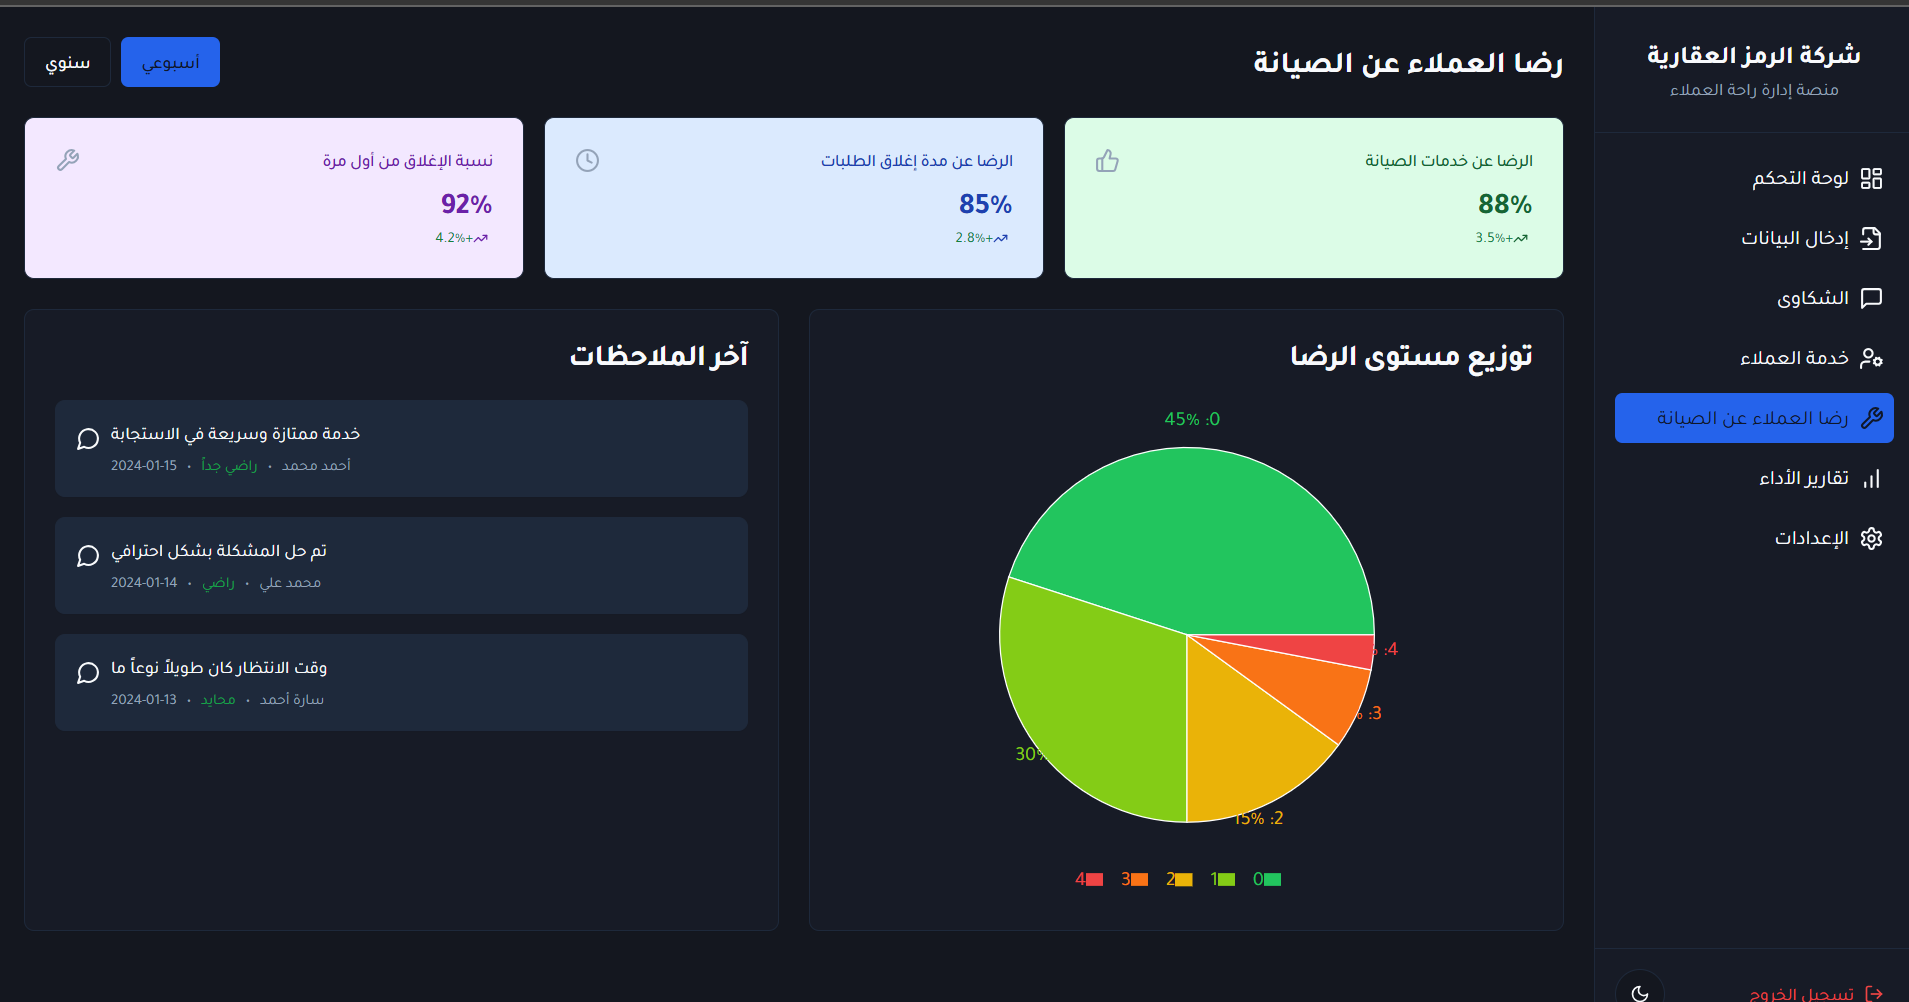 شركة الرمز العقارية
منصة إدارة راحة العملاء
لوحة التحكم
إدخال البيانات
الشكاوى
خدمة العملاء
رضا العملاء عن الصيانة
تقارير الأداء
الإعدادات
تسجيل الخروج
رضا العملاء عن الصيانة
أسبوعي
سنوي
الرضا عن خدمات الصيانة
88%
3.5%+
الرضا عن مدة إغلاق الطلبات
85%
2.8%+
نسبة الإغلاق من أول مرة
92%
4.2%+
توزيع مستوى الرضا
45% :0
4:
% :3
30%
15% :2
0
1
2
3
4
آخر الملاحظات
خدمة ممتازة وسريعة في الاستجابة
أحمد محمد • راضي جداً • 2024-01-15
تم حل المشكلة بشكل احترافي
محمد علي • راضي • 2024-01-14
وقت الانتظار كان طويلاً نوعاً ما
سارة أحمد • محايد • 2024-01-13